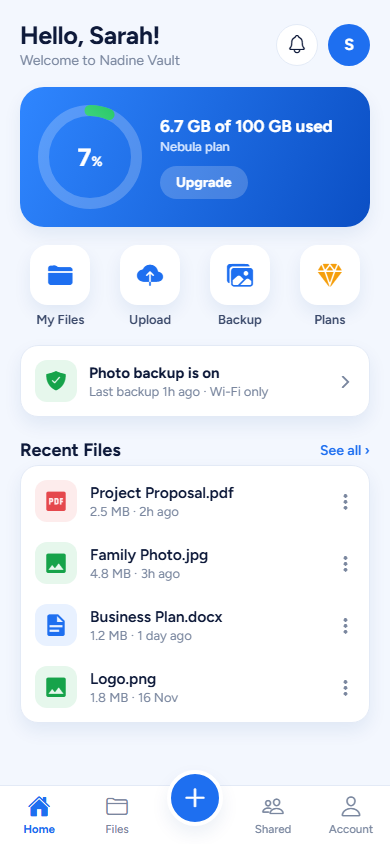 Hello, Sarah!
Welcome to Nadine Vault
S
7%
6.7 GB of 100 GB used
Nebula plan
Upgrade
My Files
Upload
Backup
Plans
Photo backup is on
Last backup 1h ago · Wi-Fi only
Recent Files
See all ›
PDF
Project Proposal.pdf
2.5 MB · 2h ago
Family Photo.jpg
4.8 MB · 3h ago
Business Plan.docx
1.2 MB · 1 day ago
Logo.png
1.8 MB · 16 Nov
Home
Files
Shared
Account